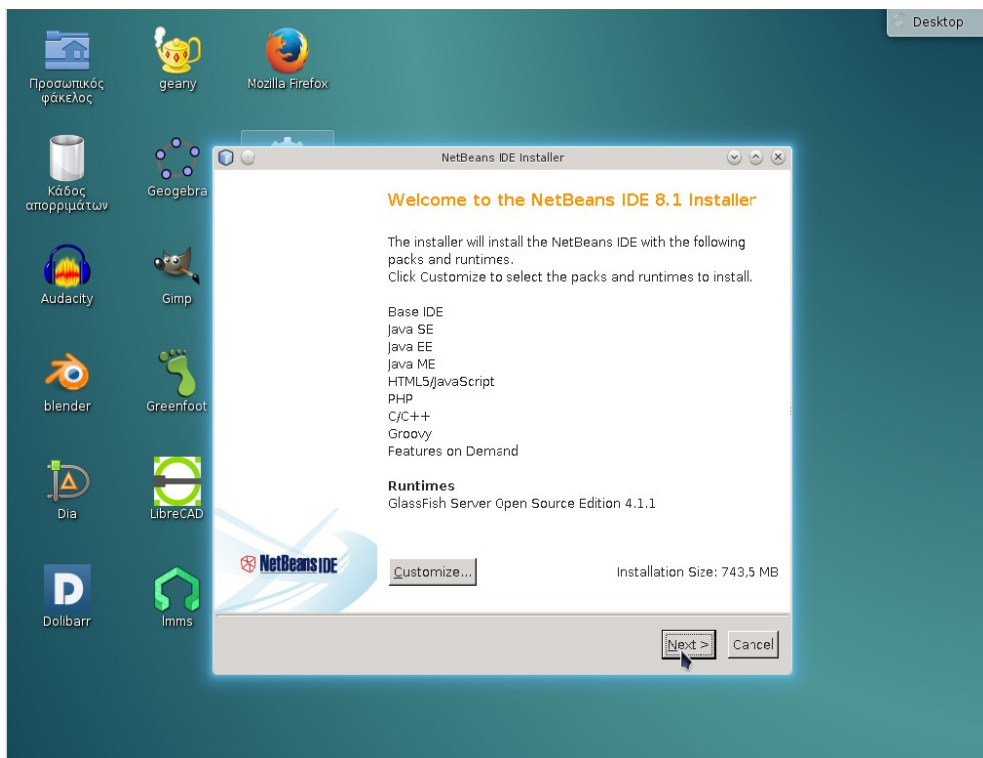 Desktop
Προσωπικός
φάκελος
geany
Mozilla Firefox
Κάδος
απορριμάτων
Geogebra
Audacity
Gimp
blender
Greenfoot
Dia
LibreCAD
Dolibarr
lmms
NetBeans IDE Installer
Welcome to the NetBeans IDE 8.1 Installer
The installer will install the NetBeans IDE with the following
packs and runtimes.
Click Customize to select the packs and runtimes to install.
Base IDE
Java SE
Java EE
Java ME
HTML5/JavaScript
PHP
C/C++
Groovy
Features on Demand
Runtimes
GlassFish Server Open Source Edition 4.1.1
NetBeans IDE
Customize...
Installation Size: 743,5 MB
Next >
Cancel